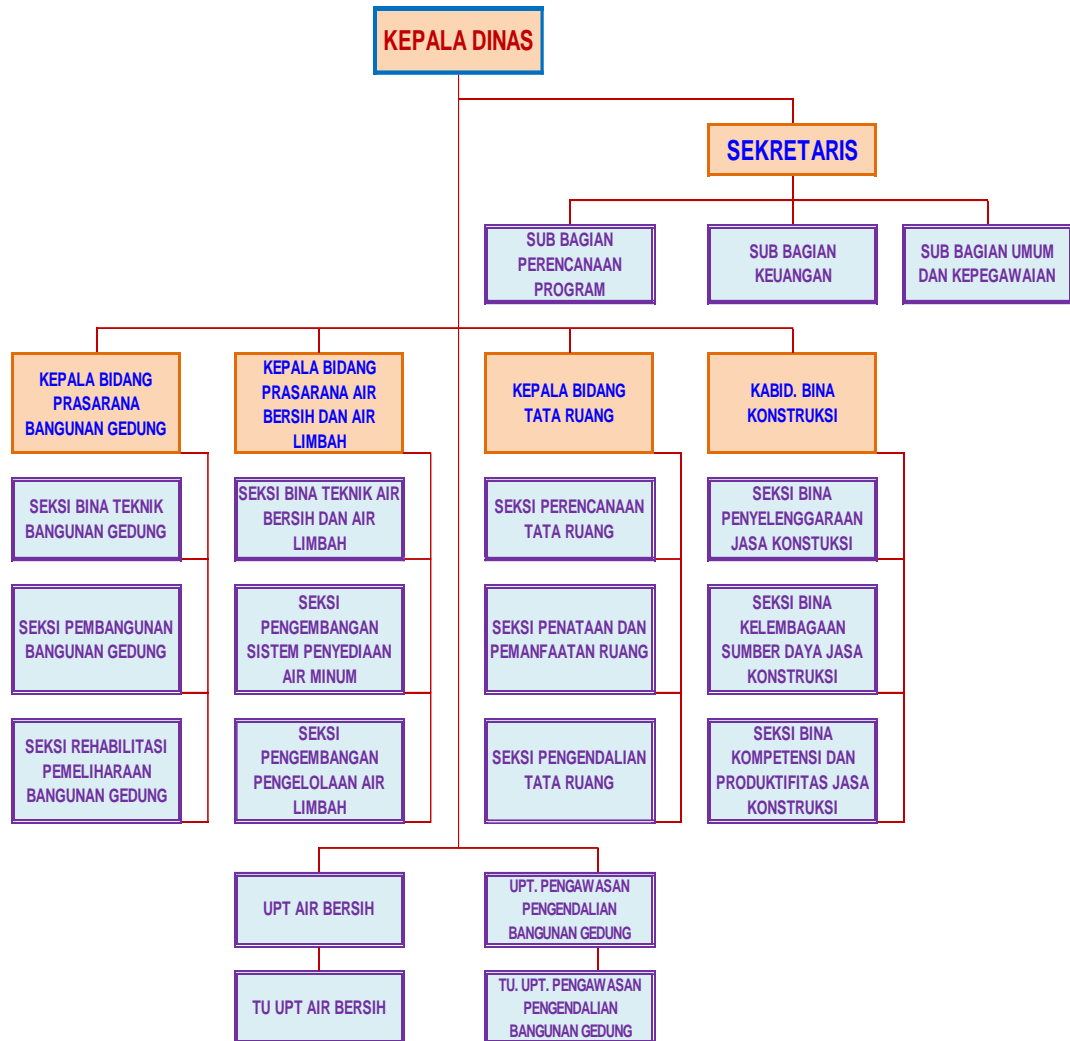 KEPALA DINAS
SEKRETARIS
SUB BAGIAN
PERENCANAAN
PROGRAM
SUB BAGIAN
KEUANGAN
SUB BAGIAN UMUM
DAN KEPEGAWAIAN
KEPALA BIDANG
PRASARANA
BANGUNAN GEDUNG
KEPALA BIDANG
PRASARANA AIR
BERSIH DAN AIR
LIMBAH
KEPALA BIDANG
TATA RUANG
KABID. BINA
KONSTRUKSI
SEKSI BINA TEKNIK
BANGUNAN GEDUNG
SEKSI BINA TEKNIK AIR
BERSIH DAN AIR
LIMBAH
SEKSI PERENCANAAN
TATA RUANG
SEKSI BINA
PENYELENGGARAAN
JASA KONSTUKSI
SEKSI PEMBANGUNAN
BANGUNAN GEDUNG
SEKSI
PENGEMBANGAN
SISTEM PENYEDIAAN
AIR MINUM
SEKSI PENATAAN DAN
PEMANFAATAN RUANG
SEKSI BINA
KELEMBAGAAN
SUMBER DAYA JASA
KONSTRUKSI
SEKSI REHABILITASI
PEMELIHARAAN
BANGUNAN GEDUNG
SEKSI
PENGEMBANGAN
PENGELOLAAN AIR
LIMBAH
SEKSI PENGENDALIAN
TATA RUANG
SEKSI BINA
KOMPETENSI DAN
PRODUKTIFITAS JASA
KONSTRUKSI
UPT AIR BERSIH
UPT. PENGAWASAN
PENGENDALIAN
BANGUNAN GEDUNG
TU UPT AIR BERSIH
TU. UPT. PENGAWASAN
PENGENDALIAN
BANGUNAN GEDUNG